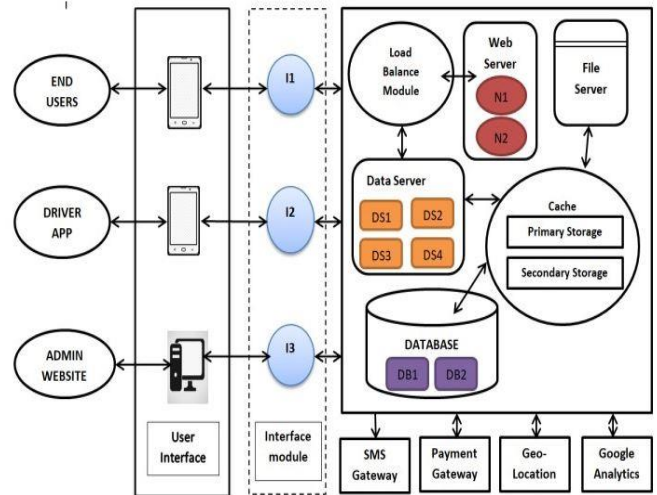 END
USERS
DRIVER
APP
ADMIN
WEBSITE
User
Interface
I1
I2
I3
Interface
module
Load
Balance
Module
Web
Server
N1
N2
File
Server
Data Server
DS1
DS2
DS3
DS4
Cache
Primary Storage
Secondary Storage
DATABASE
DB1
DB2
SMS
Gateway
Payment
Gateway
Geo-
Location
Google
Analytics